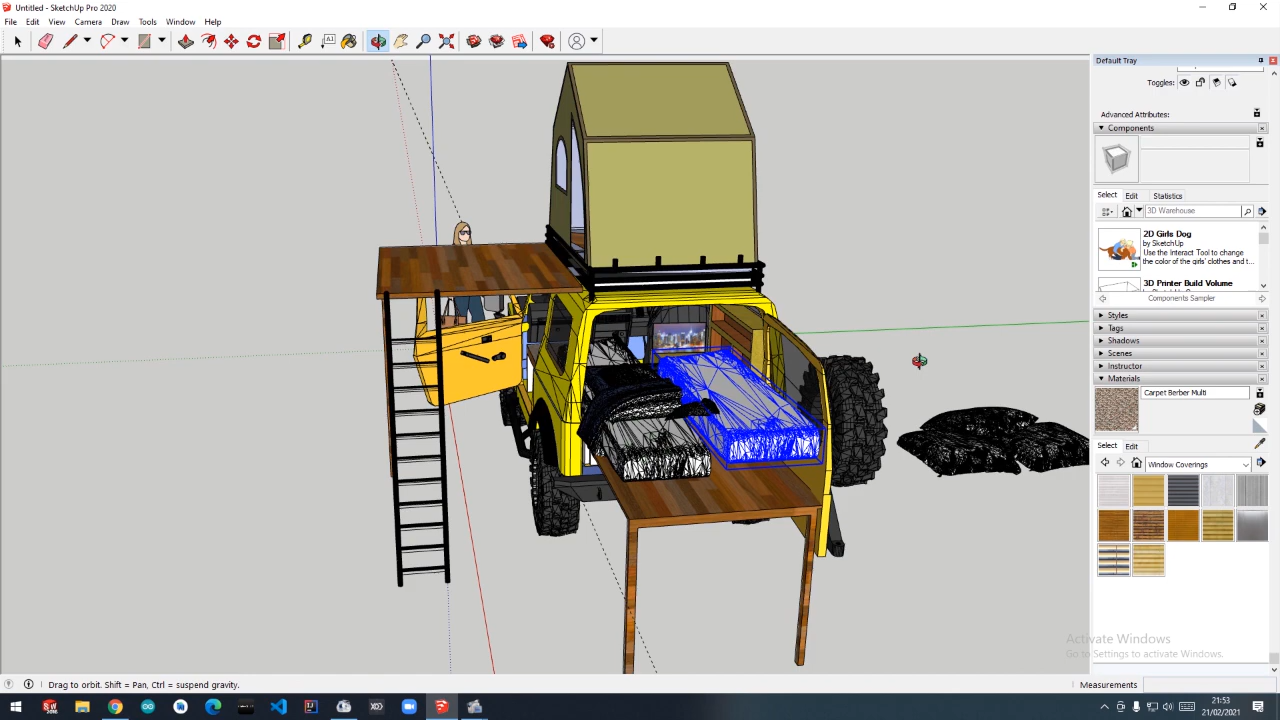 Untitled - SketchUp Pro 2020
File Edit View Camera Draw Tools Window Help
Default Tray
Toggles:
Advanced Attributes:
Components
Select Edit Statistics
3D Warehouse
2D Girls Dog
by SketchUp
Use the Interact Tool to change
the color of the girls' clothes and t...
3D Printer Build Volume
Components Sampler
Styles
Tags
Shadows
Scenes
Instructor
Materials
Carpet Berber Multi
Select Edit
Window Coverings
Activate Windows
Go to Settings to activate Windows.
Drag to orbit. Shift = Pan, Ctrl = suspend gravity.
Measurements
21:53
21/02/2021